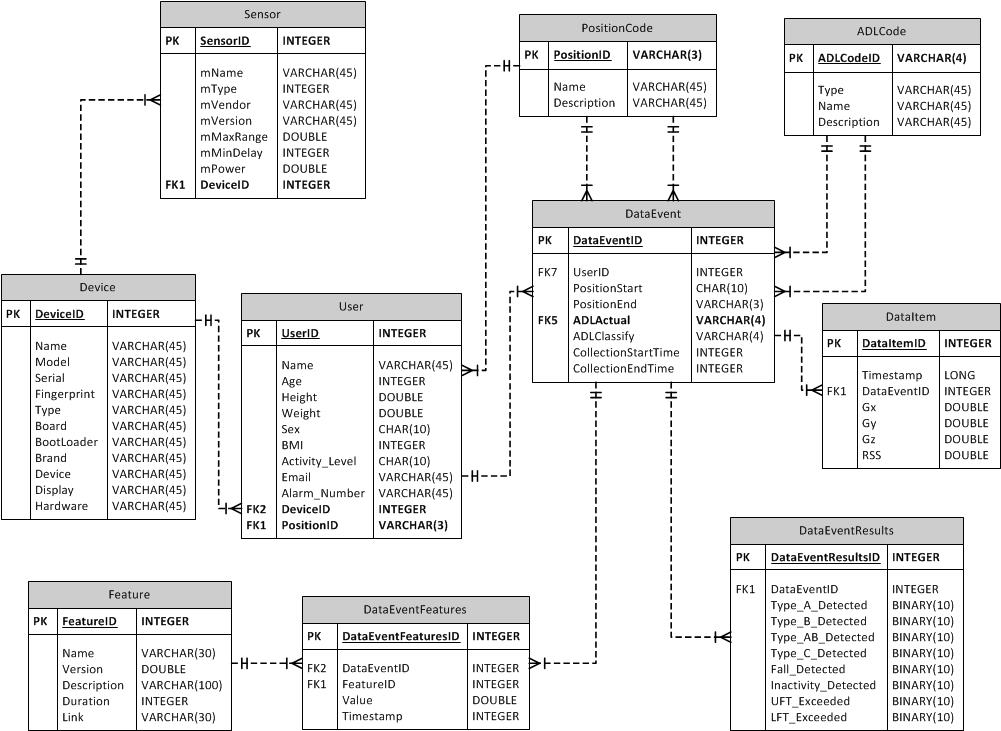 Sensor
PK SensorID INTEGER
mName VARCHAR(45)
mType INTEGER
mVendor VARCHAR(45)
mVersion VARCHAR(45)
mMaxRange DOUBLE
mMinDelay INTEGER
mPower DOUBLE
FK1 DeviceID INTEGER
PositionCode
PK PositionID VARCHAR(3)
Name VARCHAR(45)
Description VARCHAR(45)
ADLCode
PK ADLCodeID VARCHAR(4)
Type VARCHAR(45)
Name VARCHAR(45)
Description VARCHAR(45)
DataEvent
PK DataEventID INTEGER
FK7 UserID INTEGER
PositionStart CHAR(10)
PositionEnd VARCHAR(3)
FK5 ADLActual VARCHAR(4)
ADLClassify VARCHAR(4)
CollectionStartTime INTEGER
CollectionEndTime INTEGER
Device
PK DeviceID INTEGER
Name VARCHAR(45)
Model VARCHAR(45)
Serial VARCHAR(45)
Fingerprint VARCHAR(45)
Type VARCHAR(45)
Board VARCHAR(45)
BootLoader VARCHAR(45)
Brand VARCHAR(45)
Device VARCHAR(45)
Display VARCHAR(45)
Hardware VARCHAR(45)
User
PK UserID INTEGER
Name VARCHAR(45)
Age INTEGER
Height DOUBLE
Weight DOUBLE
Sex CHAR(10)
BMI INTEGER
Activity_Level CHAR(10)
Email VARCHAR(45)
Alarm_Number VARCHAR(45)
FK2 DeviceID INTEGER
FK1 PositionID VARCHAR(3)
DataItem
PK DataItemID INTEGER
Timestamp LONG
FK1 DataEventID INTEGER
Gx DOUBLE
Gy DOUBLE
Gz DOUBLE
RSS DOUBLE
DataEventResults
PK DataEventResultsID INTEGER
FK1 DataEventID INTEGER
Type_A_Detected BINARY(10)
Type_B_Detected BINARY(10)
Type_AB_Detected BINARY(10)
Type_C_Detected BINARY(10)
Fall_Detected BINARY(10)
Inactivity_Detected BINARY(10)
UFT_Exceeded BINARY(10)
LFT_Exceeded BINARY(10)
Feature
PK FeatureID INTEGER
Name VARCHAR(30)
Version DOUBLE
Description VARCHAR(100)
Duration INTEGER
Link VARCHAR(30)
DataEventFeatures
PK DataEventFeaturesID INTEGER
FK2 DataEventID INTEGER
FK1 FeatureID INTEGER
Value DOUBLE
Timestamp INTEGER